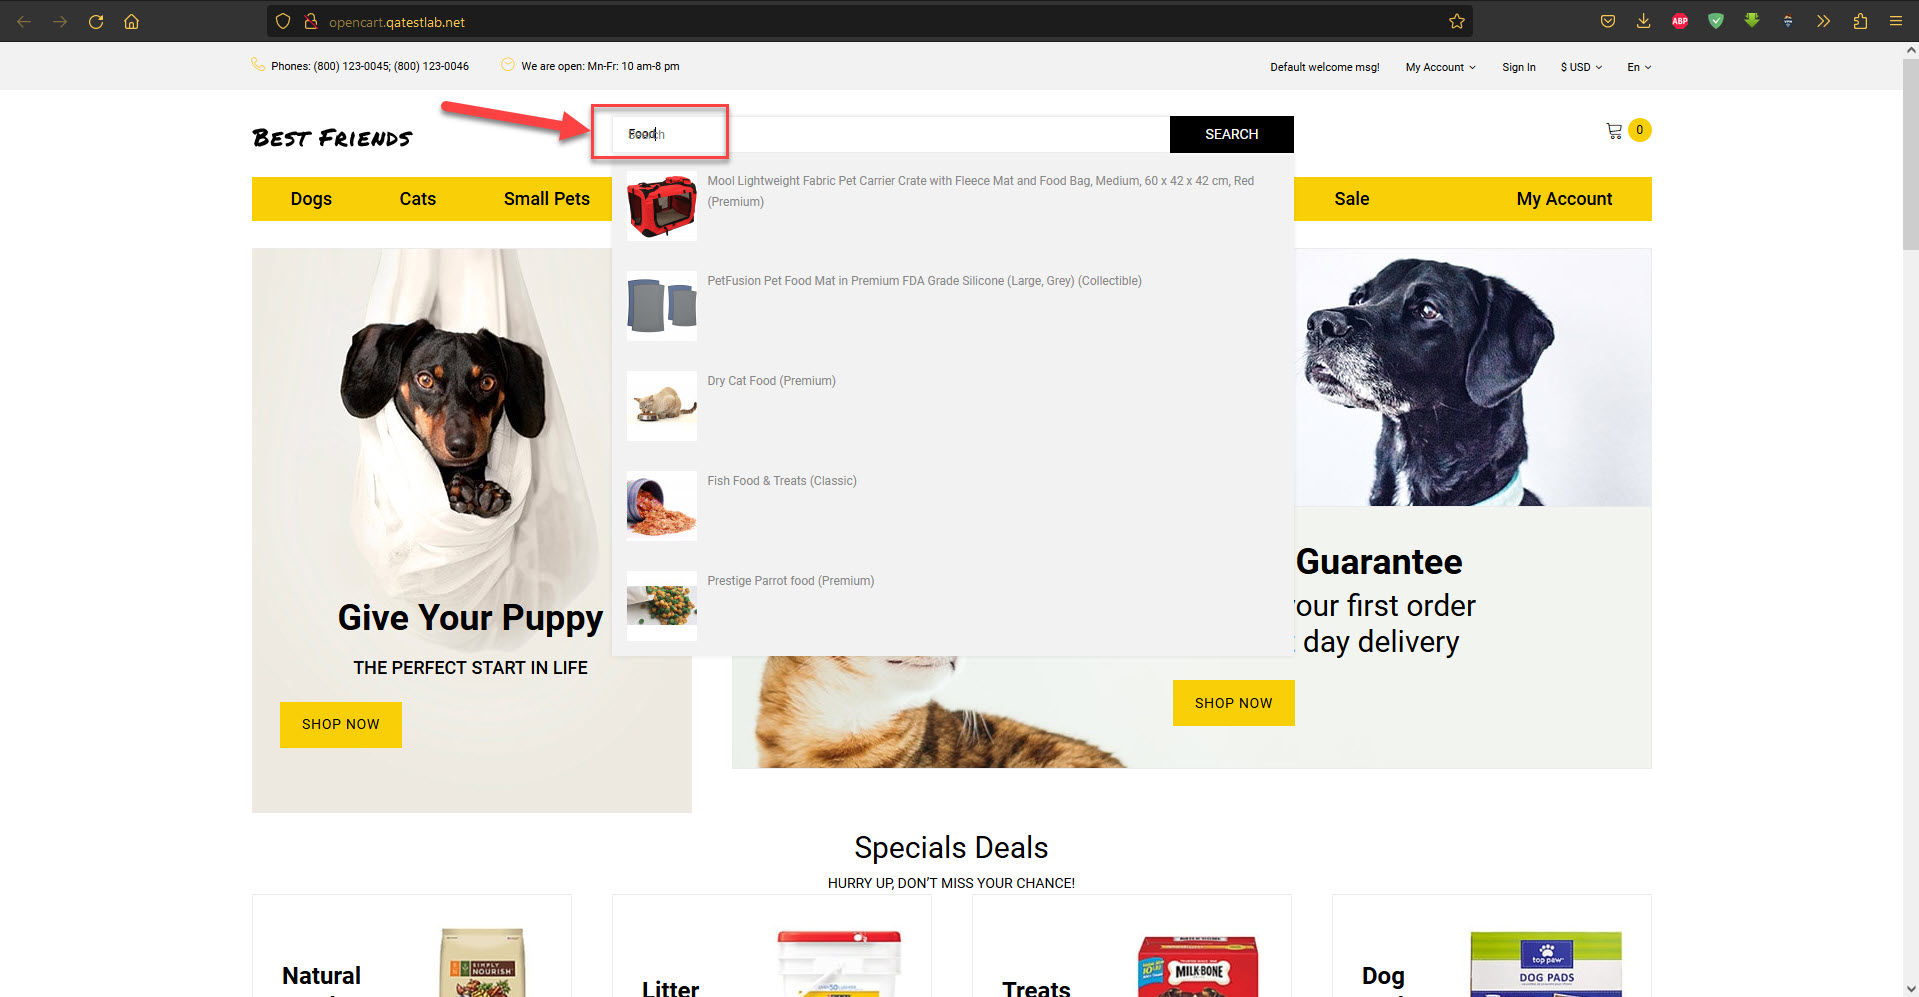 opencart.qatestlab.net
ABP
Phones: (800) 123-0045; (800) 123-0046
We are open: Mn-Fr: 10 am-8 pm
Default welcome msg!
My Account
Sign In
$ USD
En
BEST FRIENDS
Food
Search
SEARCH
0
Dogs
Cats
Small Pets
Sale
My Account
Mool Lightweight Fabric Pet Carrier Crate with Fleece Mat and Food Bag, Medium, 60 x 42 x 42 cm, Red
(Premium)
PetFusion Pet Food Mat in Premium FDA Grade Silicone (Large, Grey) (Collectible)
Dry Cat Food (Premium)
Fish Food & Treats (Classic)
Prestige Parrot food (Premium)
Give Your Puppy
THE PERFECT START IN LIFE
SHOP NOW
Guarantee
our first order
day delivery
SHOP NOW
Specials Deals
HURRY UP, DON'T MISS YOUR CHANCE!
Natural
SIMPLY
NOURISH
Litter
Treats
MILK-BONE
Dog
top paw
DOG PADS